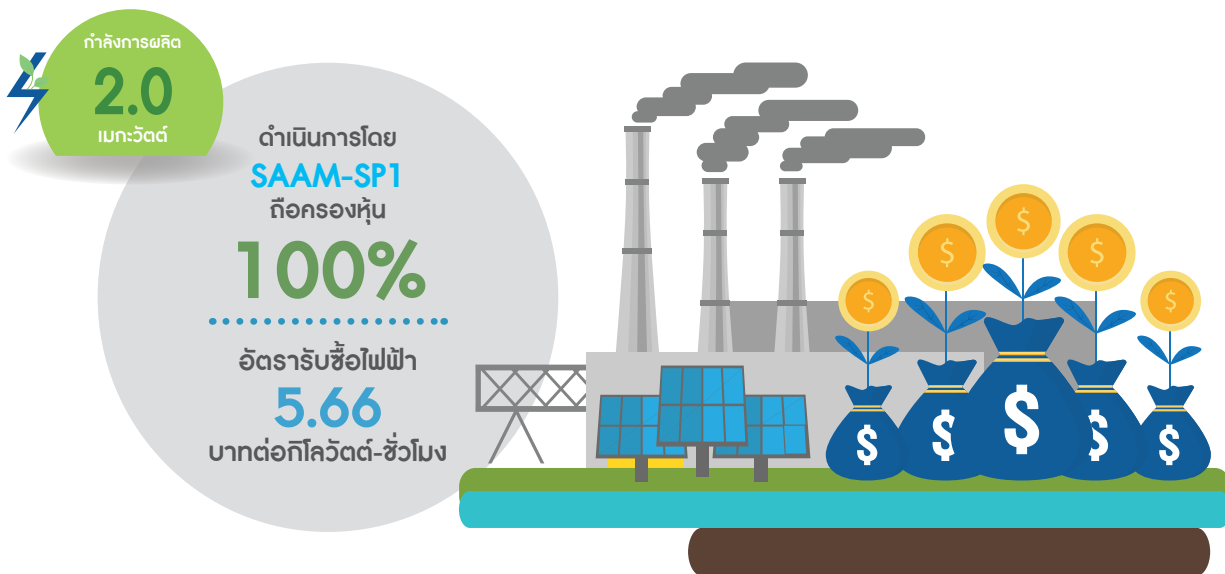 กำลังการผลิต
2.0
เมกะวัตต์
ดำเนินการโดย
SAAM-SP1
ถือครองหุ้น
100%
อัตรารับซื้อไฟฟ้า
5.66
บาทต่อกิโลวัตต์-ชั่วโมง
$ $ $ $ $
$ $ $ $ $